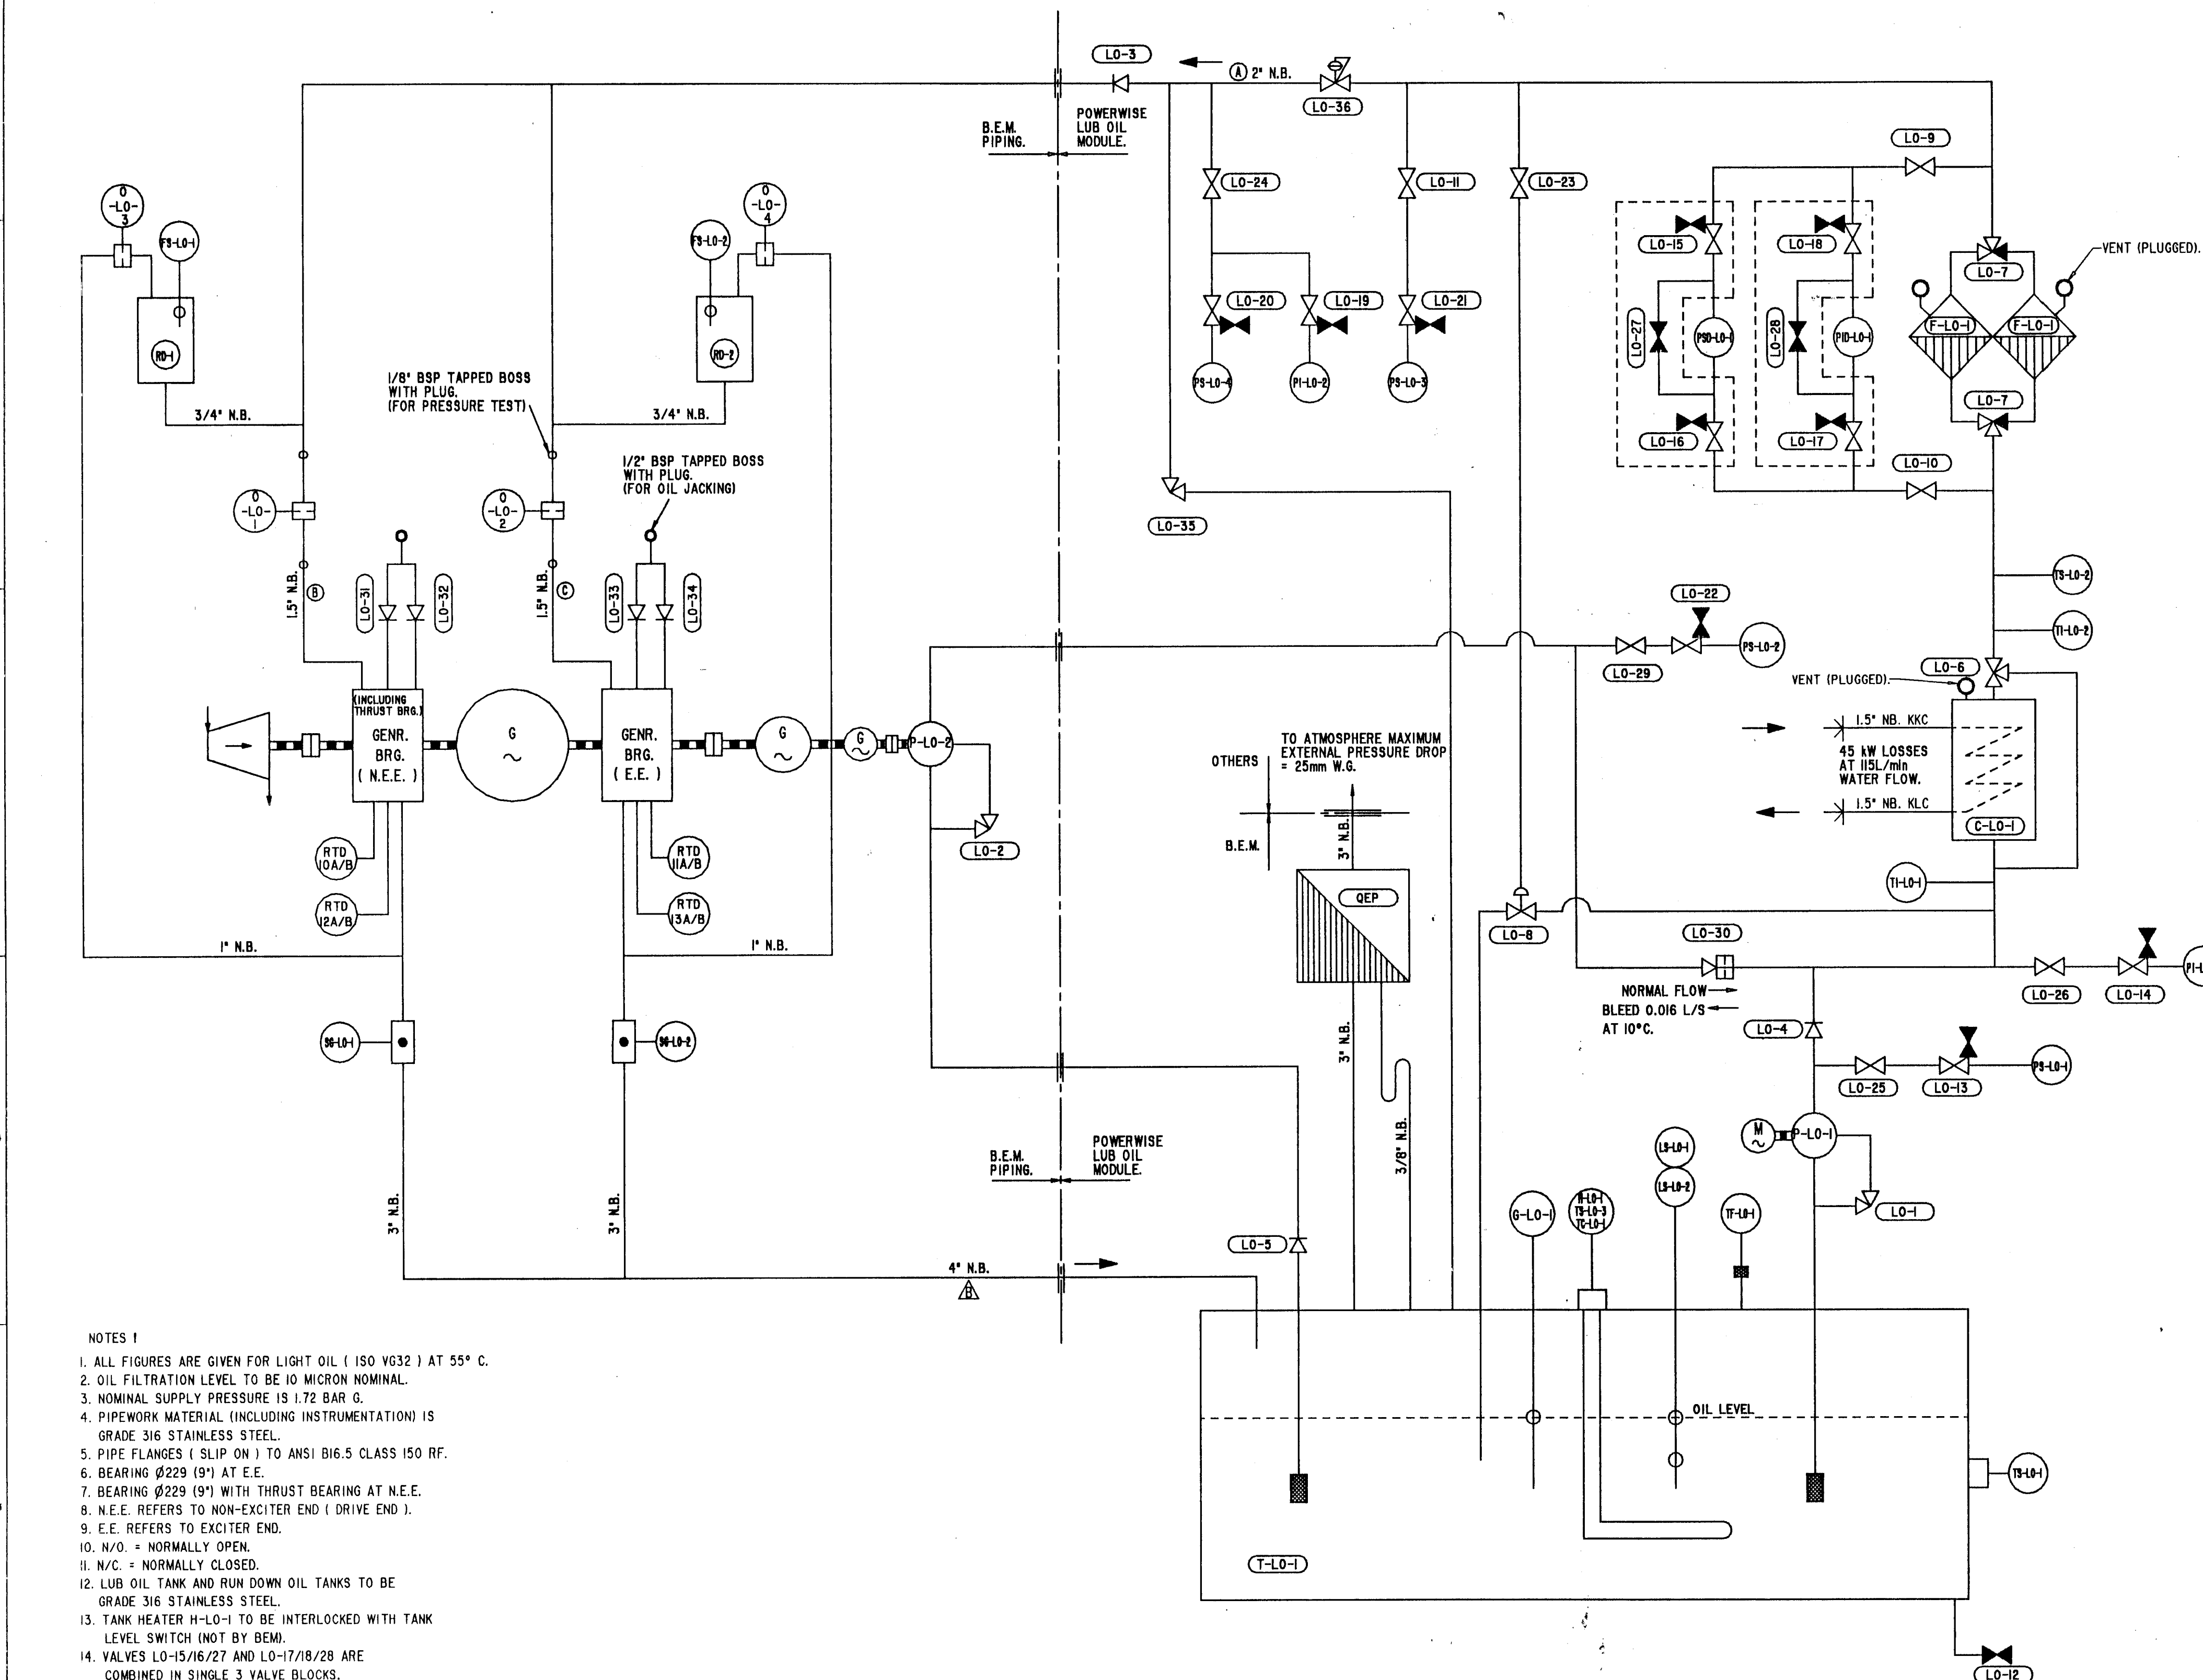 LO-3
A 2" N.B.
LO-36
B.E.M.
PIPING.
POWERWISE
LUB OIL
MODULE.
LO-9
LO-24
LO-11
LO-23
O
-LO-
3
FS-LO-1
FS-LO-2
O
-LO-
4
LO-15
LO-18
LO-7
VENT (PLUGGED).
LO-20
LO-19
LO-21
LO-27
PSD-LO-1
LO-28
PID-LO-1
F-LO-1
F-LO-1
RD-1
RD-2
PS-LO-4
PI-LO-2
PS-LO-3
1/8" BSP TAPPED BOSS
WITH PLUG.
(FOR PRESSURE TEST)
3/4" N.B.
3/4" N.B.
LO-7
LO-16
LO-17
LO-10
1/2" BSP TAPPED BOSS
WITH PLUG.
(FOR OIL JACKING)
O
-LO-
1
O
-LO-
2
LO-35
1.5" N.B.
B
LO-31
LO-32
1.5" N.B.
C
LO-33
LO-34
TS-LO-2
LO-22
TI-LO-2
PS-LO-2
LO-29
LO-6
VENT (PLUGGED).
(INCLUDING
THRUST BRG.)
GENR.
BRG.
( N.E.E. )
G
GENR.
BRG.
( E.E. )
G
G
P-LO-2
LO-2
OTHERS
TO ATMOSPHERE MAXIMUM
EXTERNAL PRESSURE DROP
= 25mm W.G.
B.E.M.
3" N.B.
1.5" NB. KKC
45 kW LOSSES
AT 115L/min
WATER FLOW.
1.5" NB. KLC
C-LO-1
RTD
10A/B
RTD
11A/B
RTD
12A/B
RTD
13A/B
QEP
TI-LO-1
LO-8
LO-30
1" N.B.
1" N.B.
NORMAL FLOW
BLEED 0.016 L/S
AT 10°C.
LO-26
LO-14
LO-4
SG-LO-1
SG-LO-2
3" N.B.
3/8" N.B.
LO-25
LO-13
PS-LO-1
M
P-LO-1
LO-1
B.E.M.
PIPING.
POWERWISE
LUB OIL
MODULE.
3" N.B.
3" N.B.
LS-LO-1
LS-LO-2
G-LO-1
H-LO-1
TS-LO-3
TC-LO-1
TF-LO-1
LO-5
4" N.B.
B
OIL LEVEL
TS-LO-1
T-LO-1
LO-12
NOTES !
1. ALL FIGURES ARE GIVEN FOR LIGHT OIL ( ISO VG32 ) AT 55° C.
2. OIL FILTRATION LEVEL TO BE 10 MICRON NOMINAL.
3. NOMINAL SUPPLY PRESSURE IS 1.72 BAR G.
4. PIPEWORK MATERIAL (INCLUDING INSTRUMENTATION) IS
GRADE 316 STAINLESS STEEL.
5. PIPE FLANGES ( SLIP ON ) TO ANSI B16.5 CLASS 150 RF.
6. BEARING Ø229 (9") AT E.E.
7. BEARING Ø229 (9") WITH THRUST BEARING AT N.E.E.
8. N.E.E. REFERS TO NON-EXCITER END ( DRIVE END ).
9. E.E. REFERS TO EXCITER END.
10. N/O. = NORMALLY OPEN.
11. N/C. = NORMALLY CLOSED.
12. LUB OIL TANK AND RUN DOWN OIL TANKS TO BE
GRADE 316 STAINLESS STEEL.
13. TANK HEATER H-LO-1 TO BE INTERLOCKED WITH TANK
LEVEL SWITCH (NOT BY BEM).
14. VALVES LO-15/16/27 AND LO-17/18/28 ARE
COMBINED IN SINGLE 3 VALVE BLOCKS.